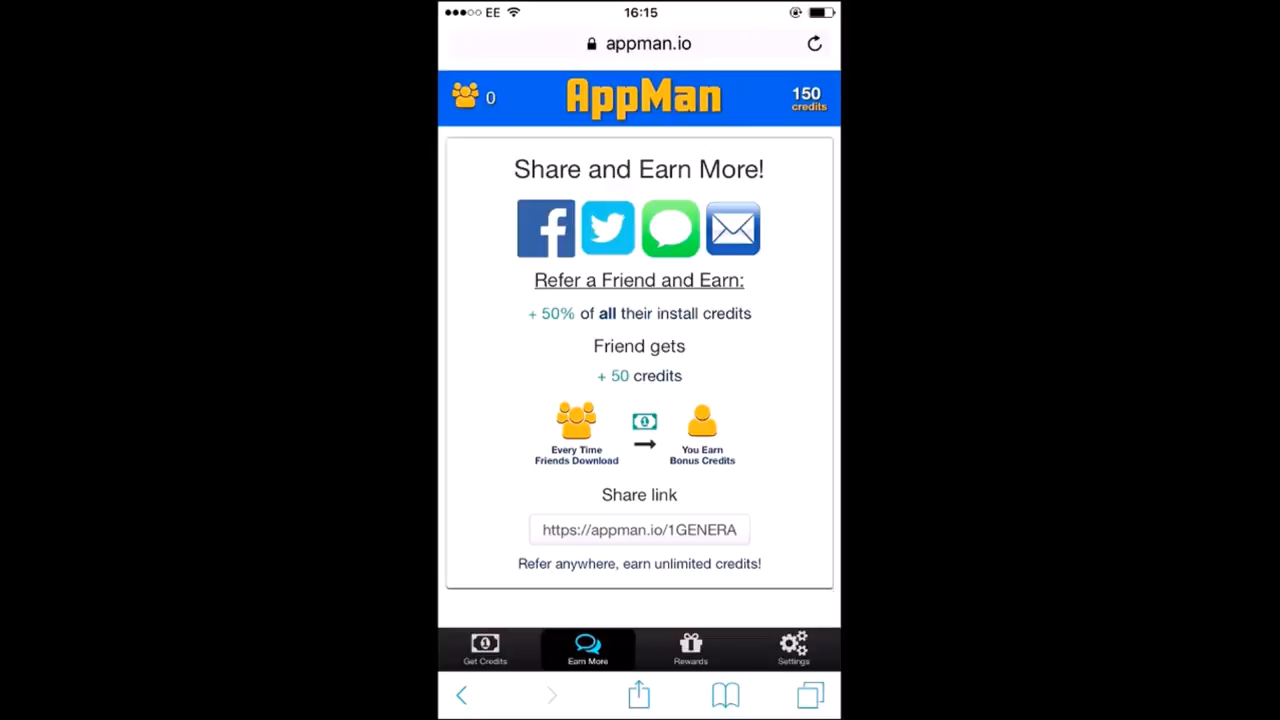 EE 16:15
appman.io
0 AppMan 150
credits
Share and Earn More!
Refer a Friend and Earn:
+ 50% of all their install credits
Friend gets
+ 50 credits
Every Time
Friends Download
You Earn
Bonus Credits
Share link
https://appman.io/1GENERA
Refer anywhere, earn unlimited credits!
Get Credits Earn More Rewards Settings